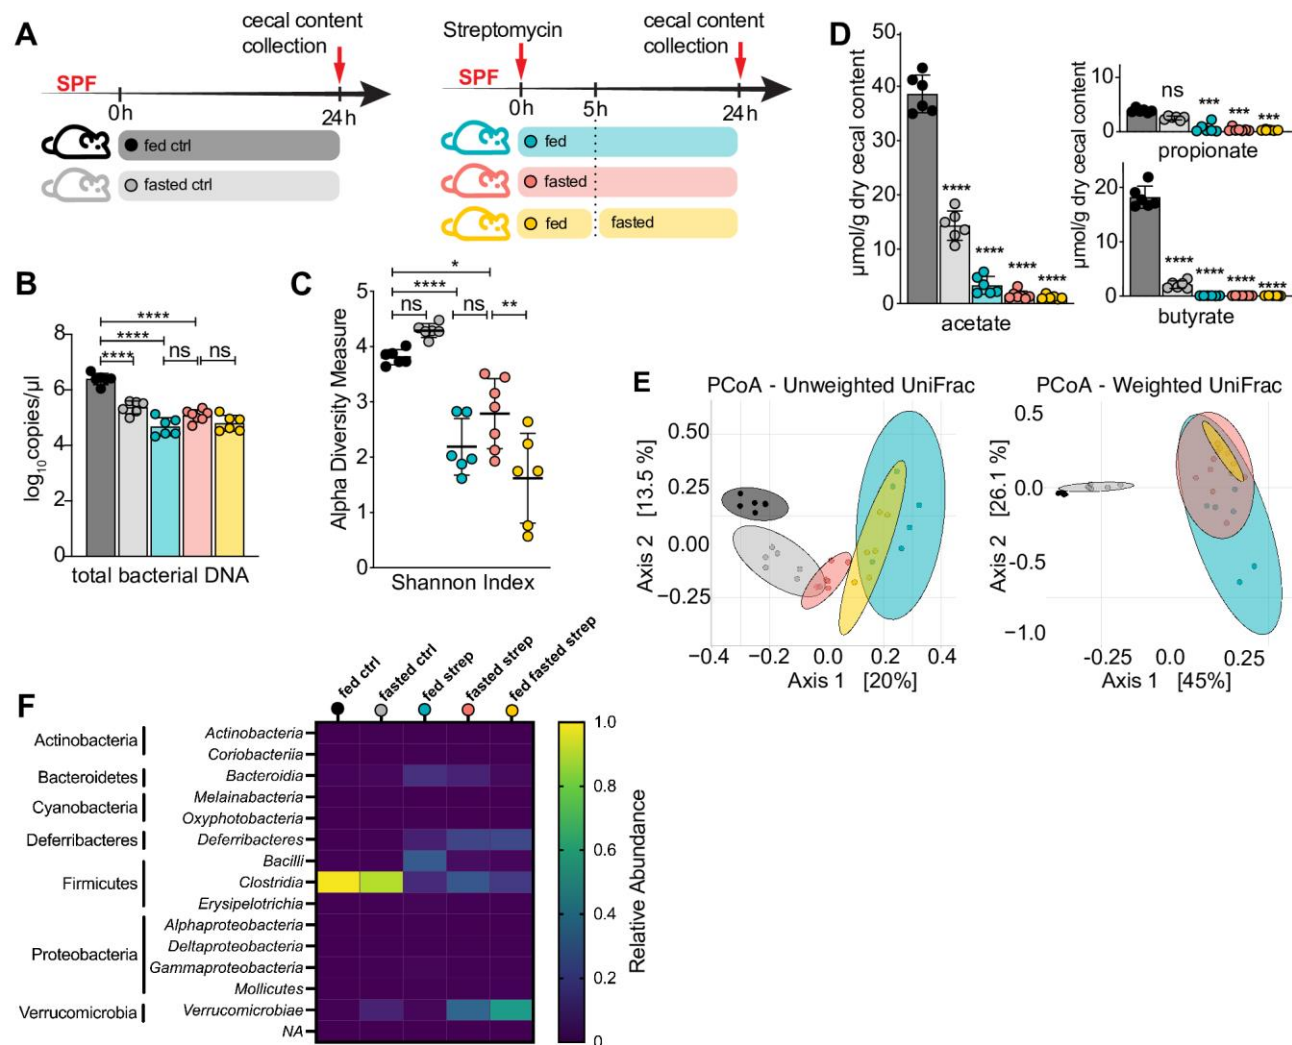 A
cecal content
collection
SPF
0h
24h
fed ctrl
fasted ctrl
Streptomycin
cecal content
collection
SPF
0h
5h
24h
fed
fasted
fed
fasted
B
****
****
****
ns
ns
log10copies/µl
8
6
4
2
0
total bacterial DNA
C
*
****
ns
ns
**
Alpha Diversity Measure
5
4
3
2
1
0
Shannon Index
D
µmol/g dry cecal content
50
40
30
20
10
0
****
****
****
****
acetate
µmol/g dry cecal content
10
0
ns
***
***
***
propionate
20
10
0
****
****
****
****
butyrate
E
PCoA - Unweighted UniFrac
Axis 2 [13.5 %]
0.50
0.25
0.00
−0.25
−0.4
−0.2
0.0
0.2
0.4
Axis 1 [20%]
PCoA - Weighted UniFrac
Axis 2 [26.1 %]
0.5
0.0
-0.5
−1.0
-0.25
0.0
0.25
Axis 1 [45%]
F
fed ctrl
fasted ctrl
fed strep
fasted strep
fed fasted strep
Actinobacteria
Bacteroidetes
Cyanobacteria
Deferribacteres
Firmicutes
Proteobacteria
Verrucomicrobia
Actinobacteria
Coriobacteriia
Bacteroidia
Melainabacteria
Oxyphotobacteria
Deferribacteres
Bacilli
Clostridia
Erysipelotrichia
Alphaproteobacteria
Deltaproteobacteria
Gammaproteobacteria
Mollicutes
Verrucomicrobiae
NA
1.0
0.8
0.6
0.4
0.2
0
Relative Abundance